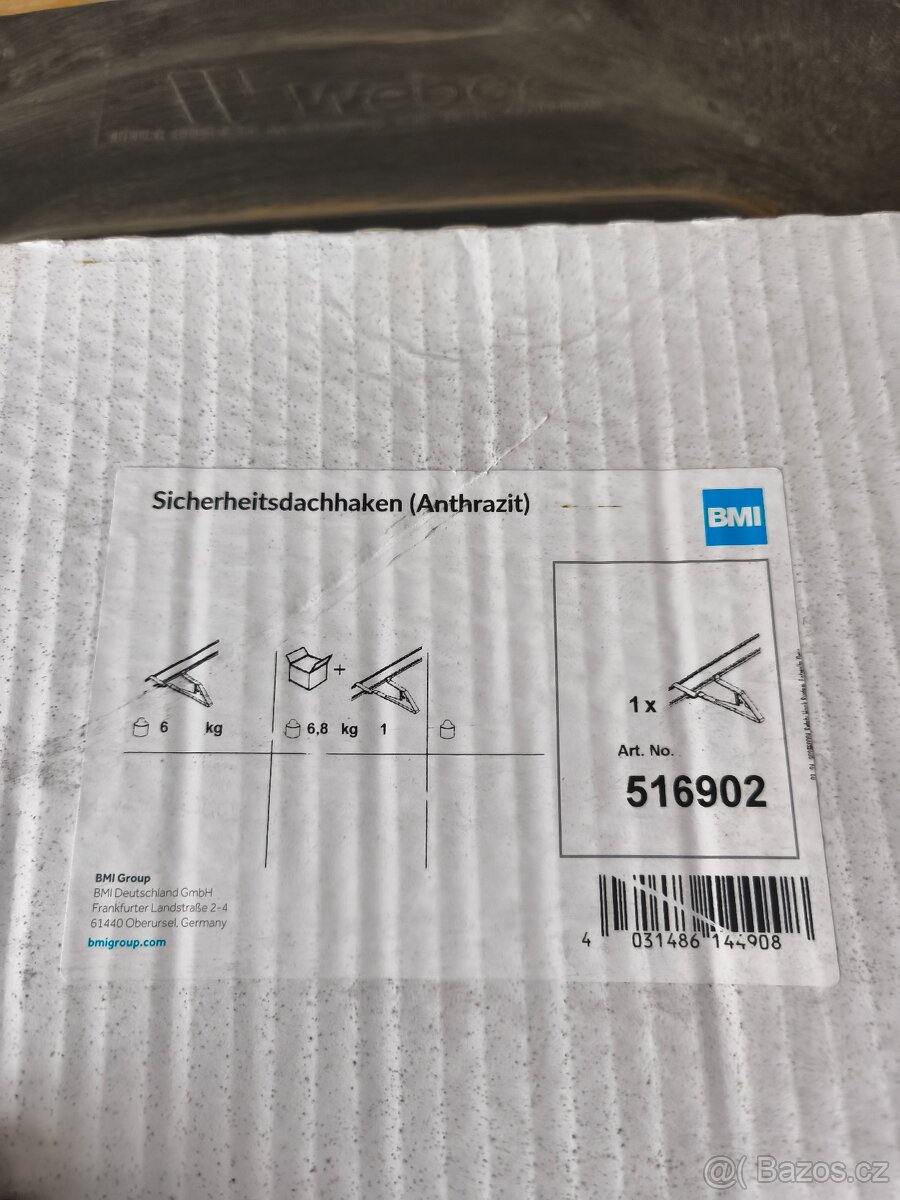 weber
Sicherheitsdachhaken (Anthrazit)
BMI
6 kg
+
6,8 kg 1
1 x
Art. No.
516902
BMI Group
BMI Deutschland GmbH
Frankfurter Landstraße 2-4
61440 Oberursel, Germany
bmigroup.com
4 031486 144908
@( Bazos.cz